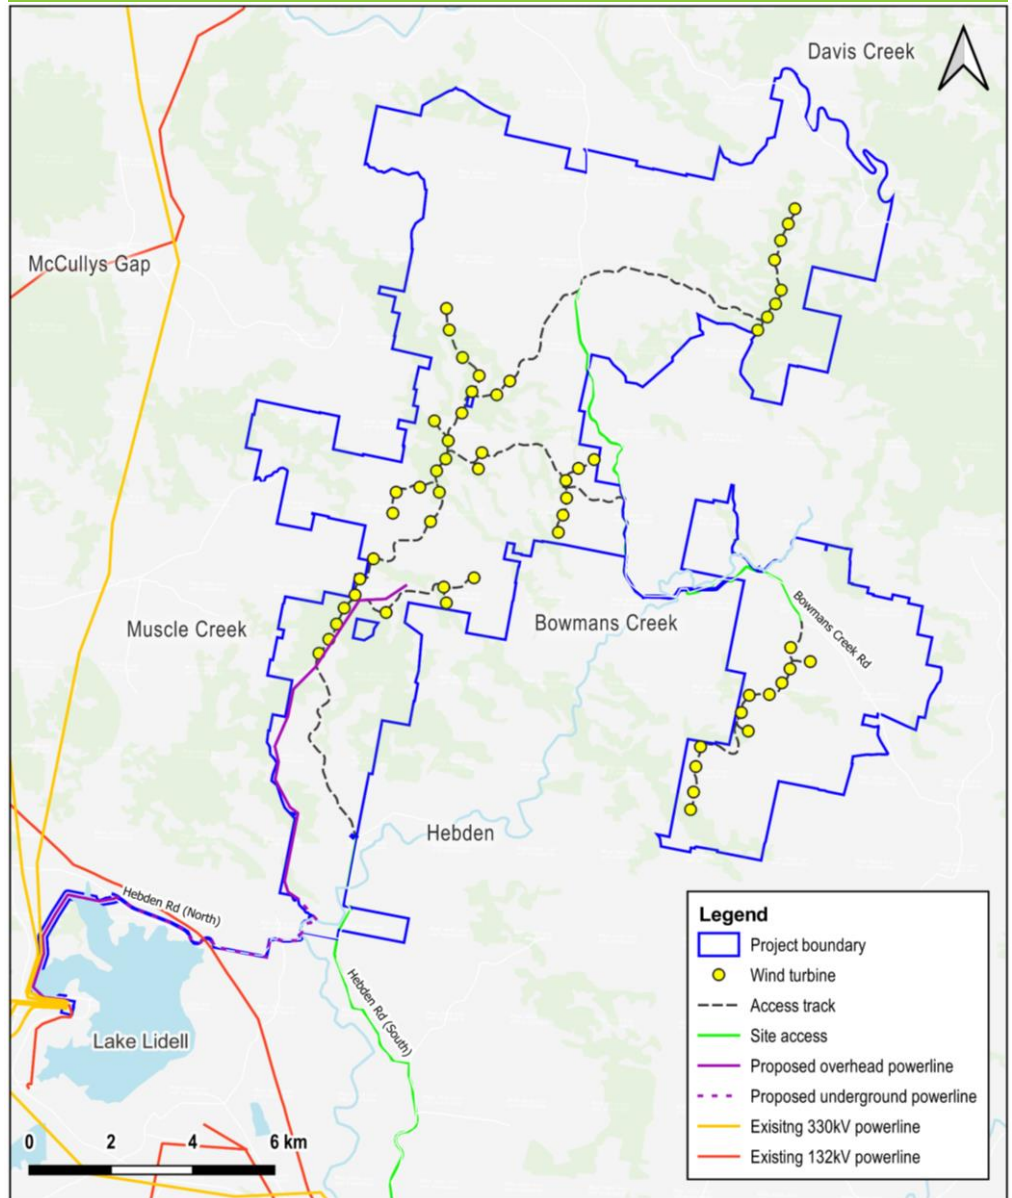 Davis Creek
McCullys Gap
Muscle Creek
Bowmans Creek
Bowmans Creek Rd
Hebden
Hebden Rd (North)
Hebden Rd (South)
Lake Lidell
0 2 4 6 km
Legend
Project boundary
Wind turbine
Access track
Site access
Proposed overhead powerline
Proposed underground powerline
Exisitng 330kV powerline
Existing 132kV powerline